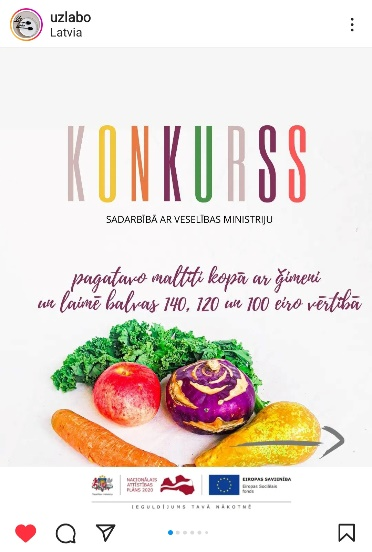 uzlabo
Latvia
KONKURSS
SADARBĪBĀ AR VESELĪBAS MINISTRIJU
pagatavo maltīti kopā ar ģimeni
un laimē balvas 140, 120 un 100 eiro vērtībā
NACIONĀLAIS
ATTĪSTĪBAS
PLĀNS 2020
EIROPAS SAVIENĪBA
Eiropas Sociālais
fonds
IEGULDĪJUMS TAVĀ NĀKOTNĒ